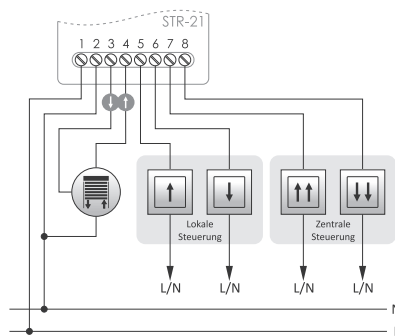 STR-21
1 2 3 4 5 6 7 8
Lokale
Steuerung
Zentrale
Steuerung
L/N L/N L/N L/N
N